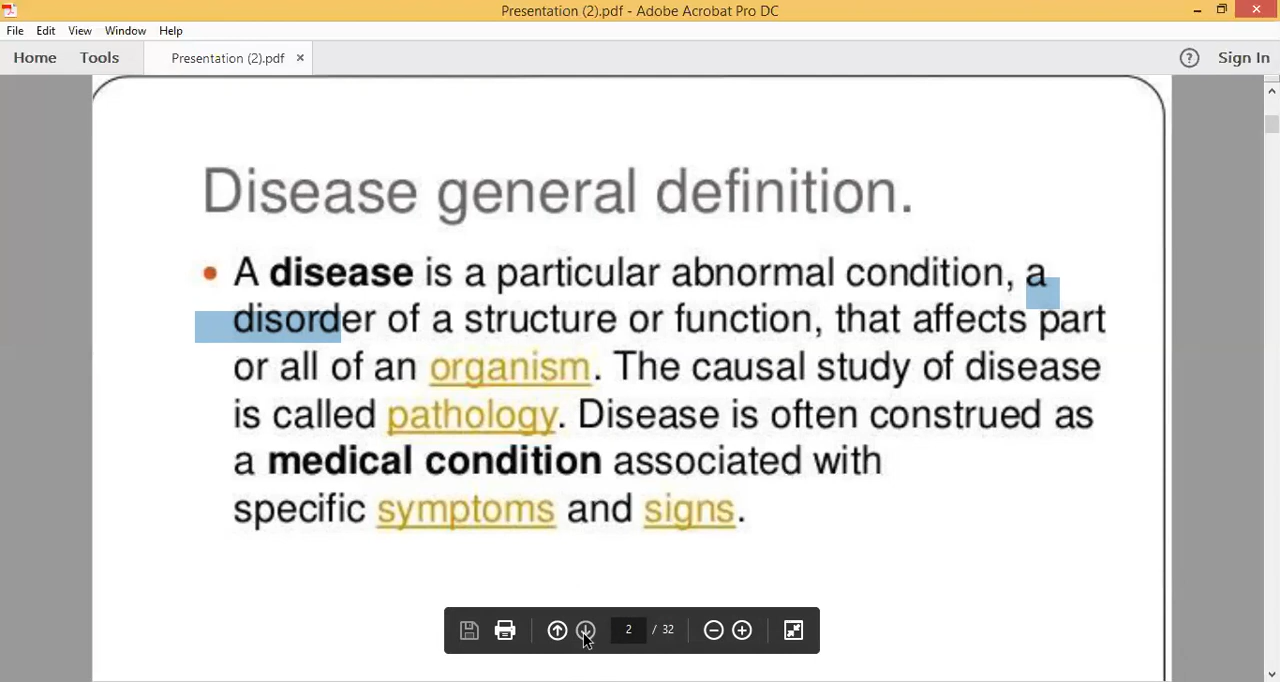 Presentation (2).pdf - Adobe Acrobat Pro DC
File Edit View Window Help
Home Tools Presentation (2).pdf × ? Sign In
Disease general definition.
• A disease is a particular abnormal condition, a
disorder of a structure or function, that affects part
or all of an organism. The causal study of disease
is called pathology. Disease is often construed as
a medical condition associated with
specific symptoms and signs.
2 / 32